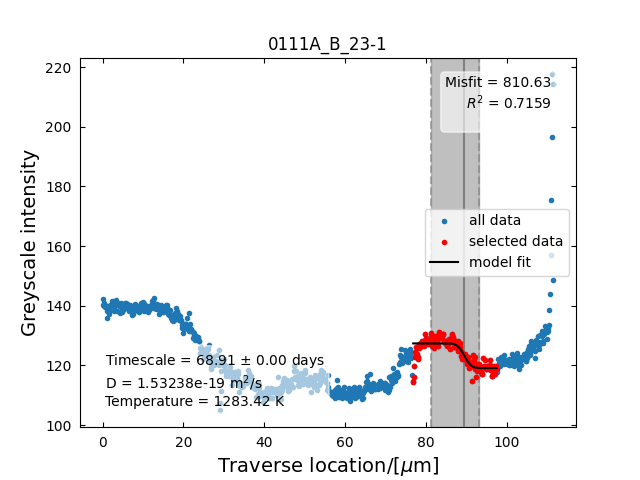 0111A_B_23-1
Misfit = 810.63
R² = 0.7159
all data
selected data
model fit
Timescale = 68.91 ± 0.00 days
D = 1.53238e-19 m²/s
Temperature = 1283.42 K
Greyscale intensity
220
200
180
160
140
120
100
0 20 40 60 80 100
Traverse location/[μm]